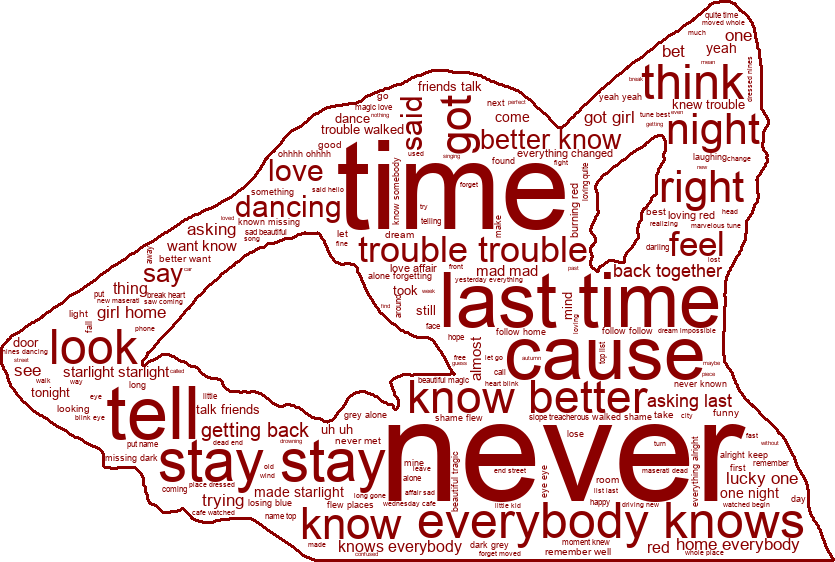 quite time
moved whole
much
one
bet
yeah
mean
think
dressed nines
break
friends talk
go
yeah yeah
knew trouble
magic love
nothing
said
got
next
perfect
come
got girl
tune best
even
getting
night
dance
trouble walked
better know
good
ohhhh ohhhh
used
singing
everything changed
fight
laughing
change
love
time
know somebody
found
loving quite
new
something
said hello
forget
burning red
right
dancing
try
telling
make
best
loving red
head
loved
known missing
sad beautiful
song
let
fine
dream
realizing
marvelous tune
asking
want know
trouble trouble
darling
feel
lost
better want
away
love affair
front
mad mad
past
back together
say
car
alone forgetting
yesterday everything
thing
put
new maserati
break heart
saw coming
took
week
around
last time
mind
loving
light
fall
girl home
phone
find
still
face
follow home
follow follow
dream impossible
door
nines dancing
street
look
hope
almost
cause
top list
maybe
see
starlight starlight
called
free
guess
let go
autumn
call
piece
walk
way
long
beautiful magic
heart blink
never known
tonight
eye
little
know better
asking last
looking
blink eye
tell
talk friends
grey alone
shame flew
slope treacherous
walked shame
take
city
funny
getting back
uh uh
never
lose
turn
fast
without
put name
dead end
drowning
never met
missing dark
stay stay
old
wind
mine
leave
alone
beautiful tragic
end street
eye eye
maserati dead
everything alright
alright keep
first
remember
coming
place dressed
made starlight
affair sad
room
list last
lucky one
trying
losing blue
long gone
flew places
wednesday cafe
little kid
happy
driving new
one night
watched begin
day
cafe watched
name top
know everybody knows
made
confused
knows everybody
dark grey
forget moved
moment knew
remember well
red
home everybody
whole place